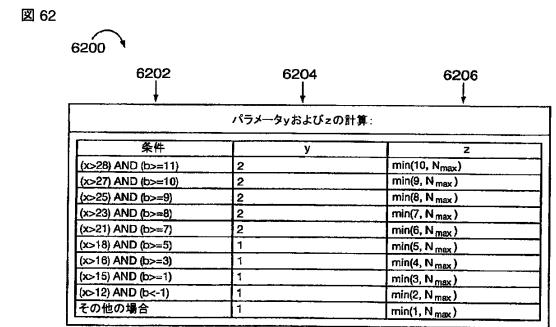 図 62
6200
6202 6204 6206
パラメータyおよびzの計算:
条件 y z
(x>28) AND (b>=11) 2 min(10, Nmax)
(x>27) AND (b>=10) 2 min(9, Nmax)
(x>25) AND (b>=9) 2 min(8, Nmax)
(x>23) AND (b>=8) 2 min(7, Nmax)
(x>21) AND (b>=7) 2 min(6, Nmax)
(x>18) AND (b>=5) 1 min(5, Nmax)
(x>16) AND (b>=3) 1 min(4, Nmax)
(x>15) AND (b>=1) 1 min(3, Nmax)
(x>12) AND (b<-1) 1 min(2, Nmax)
その他の場合 1 min(1, Nmax)